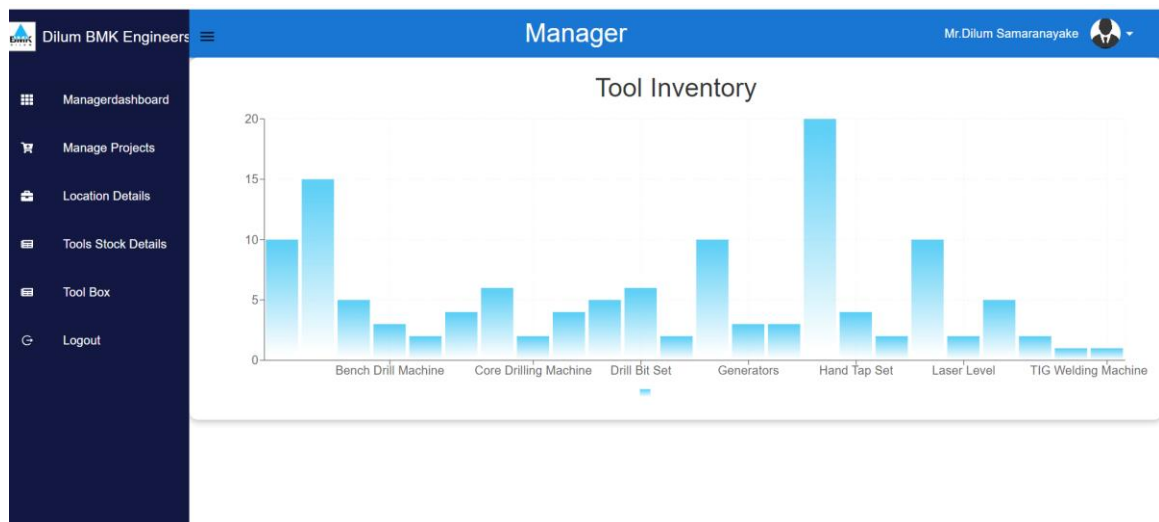 BMK
Dilum BMK Engineers
Manager
Mr.Dilum Samaranayake
Managerdashboard
Manage Projects
Location Details
Tools Stock Details
Tool Box
Logout
Tool Inventory
20
15
10
5
0
Bench Drill Machine Core Drilling Machine Drill Bit Set Generators Hand Tap Set Laser Level TIG Welding Machine